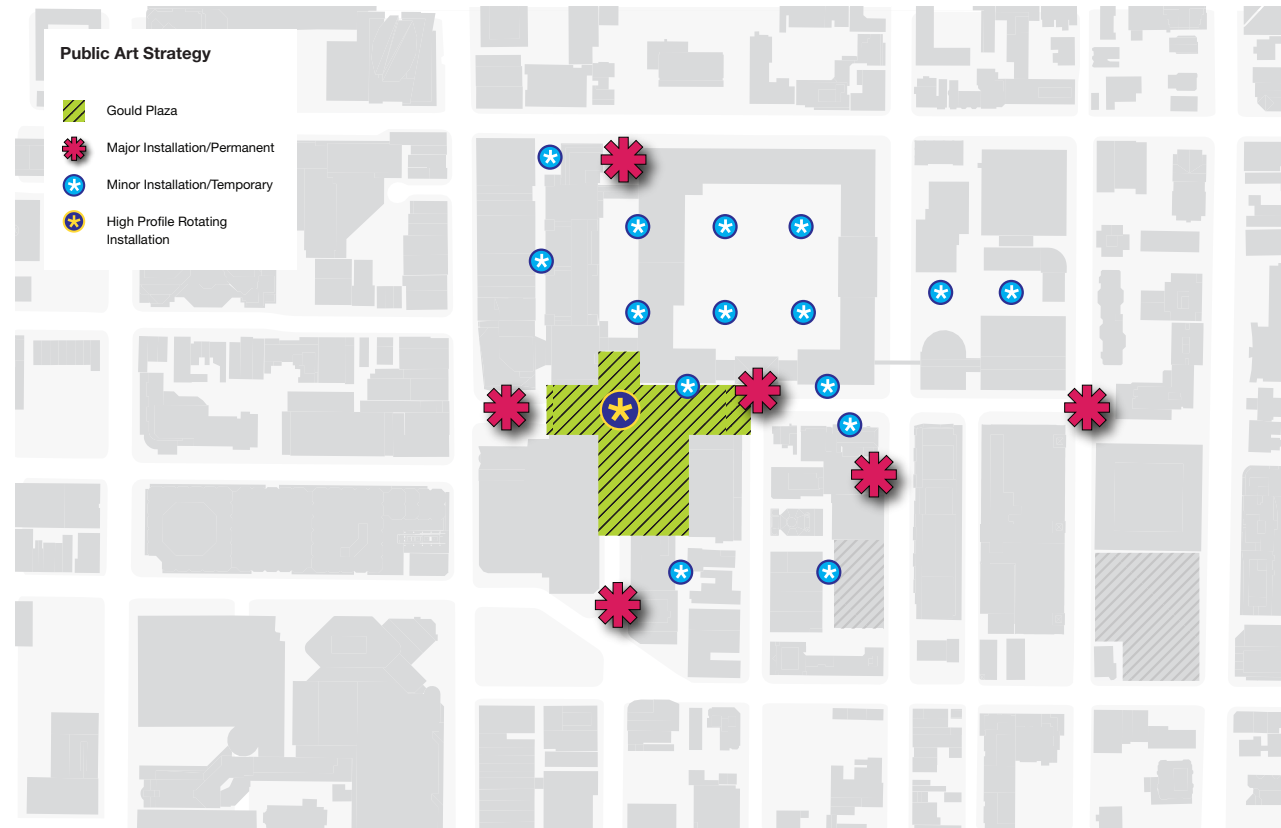 Public Art Strategy
Gould Plaza
Major Installation/Permanent
Minor Installation/Temporary
High Profile Rotating
Installation